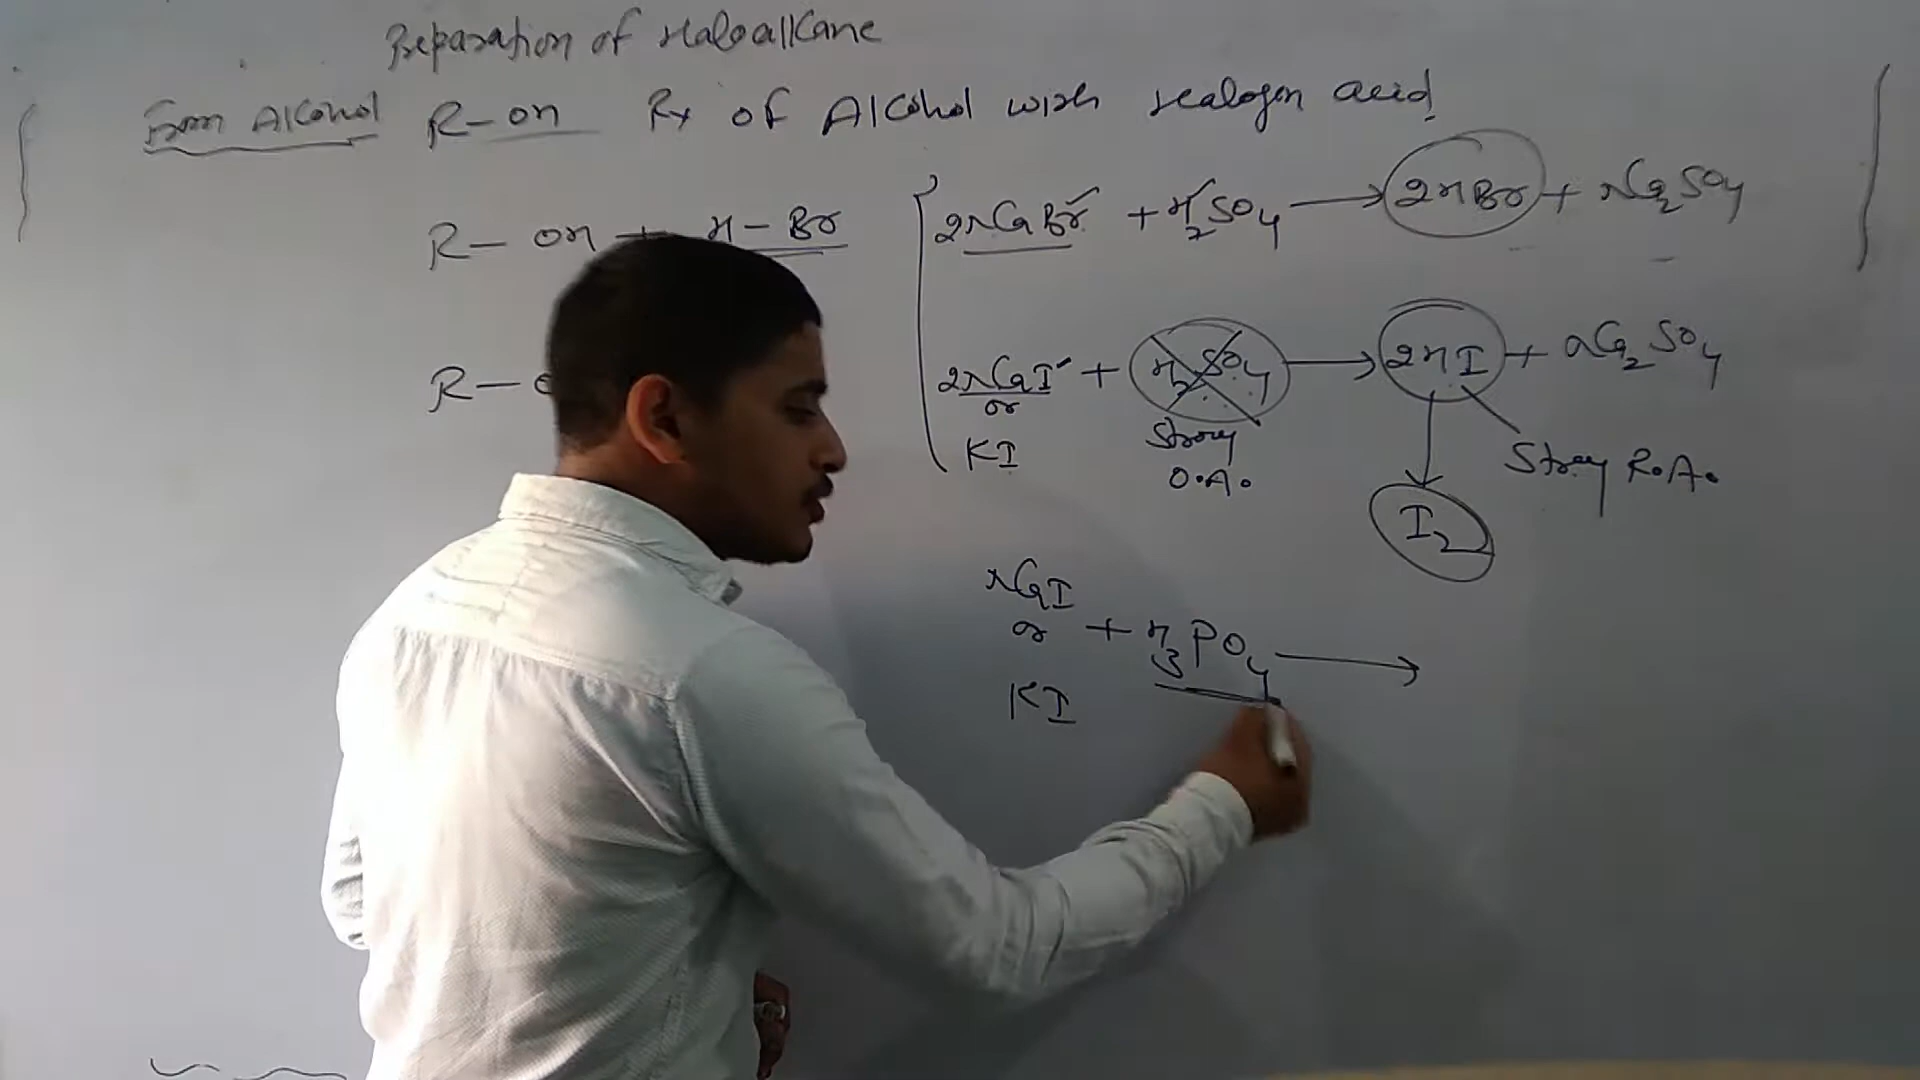 Preparation of Haloalkane
From Alcohol R-OH Rx of Alcohol with Halogen acid
R- OH + H-Br 2NaBr + H2SO4 → 2HBr + Na2SO4
R-O
2NaI + H2SO4 → 2HI + Na2SO4
or
KI
Strong
O.A.
Strong R.A.
I2
NaI
or + H3PO4 →
KI